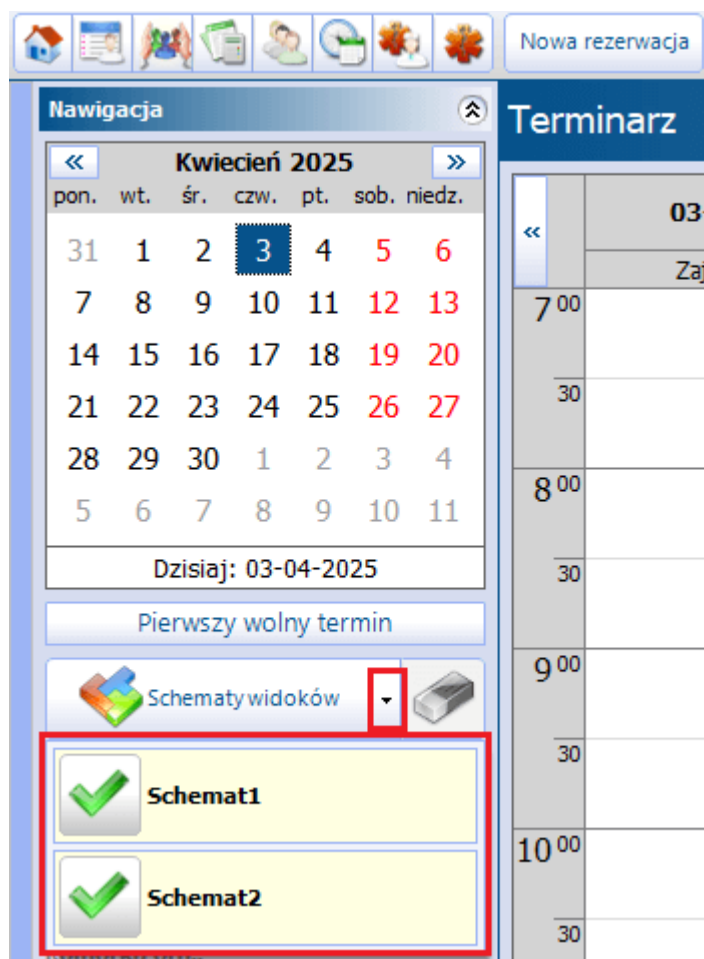 Nowa rezerwacja
Nawigacja
Terminarz
« Kwiecień 2025 »
pon. wt. śr. czw. pt. sob. niedz.
31 1 2 3 4 5 6
7 8 9 10 11 12 13
14 15 16 17 18 19 20
21 22 23 24 25 26 27
28 29 30 1 2 3 4
5 6 7 8 9 10 11
Dzisiaj: 03-04-2025
Pierwszy wolny termin
Schematy widoków
Schemat1
Schemat2
«
03-
Zaj
7 00
30
8 00
30
9 00
30
10 00
30